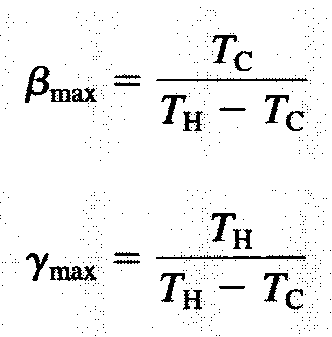 β_max = T_C / (T_H − T_C)
γ_max = T_H / (T_H − T_C)